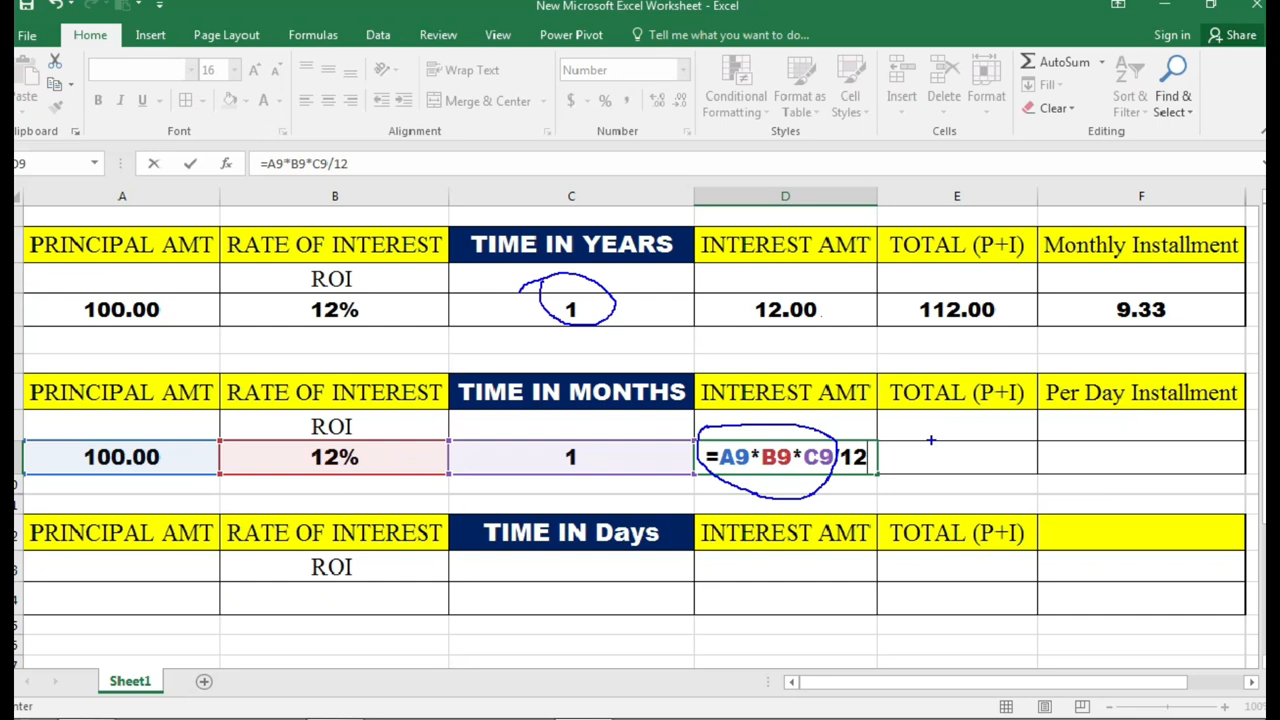 New Microsoft Excel Worksheet - Excel
File Home Insert Page Layout Formulas Data Review View Power Pivot Tell me what you want to do... Sign in Share
16 Wrap Text Number AutoSum
Fill
Conditional Format as Cell Insert Delete Format Sort & Find &
B I U A Merge & Center $ % , Formatting Table Styles Clear Filter Select
Font Alignment Number Styles Cells Editing
=A9*B9*C9/12
A B C D E F
PRINCIPAL AMT RATE OF INTEREST TIME IN YEARS INTEREST AMT TOTAL (P+I) Monthly Installment
ROI
100.00 12% 1 12.00 112.00 9.33
PRINCIPAL AMT RATE OF INTEREST TIME IN MONTHS INTEREST AMT TOTAL (P+I) Per Day Installment
ROI
100.00 12% 1 =A9*B9*C9/12
PRINCIPAL AMT RATE OF INTEREST TIME IN Days INTEREST AMT TOTAL (P+I)
ROI
Sheet1